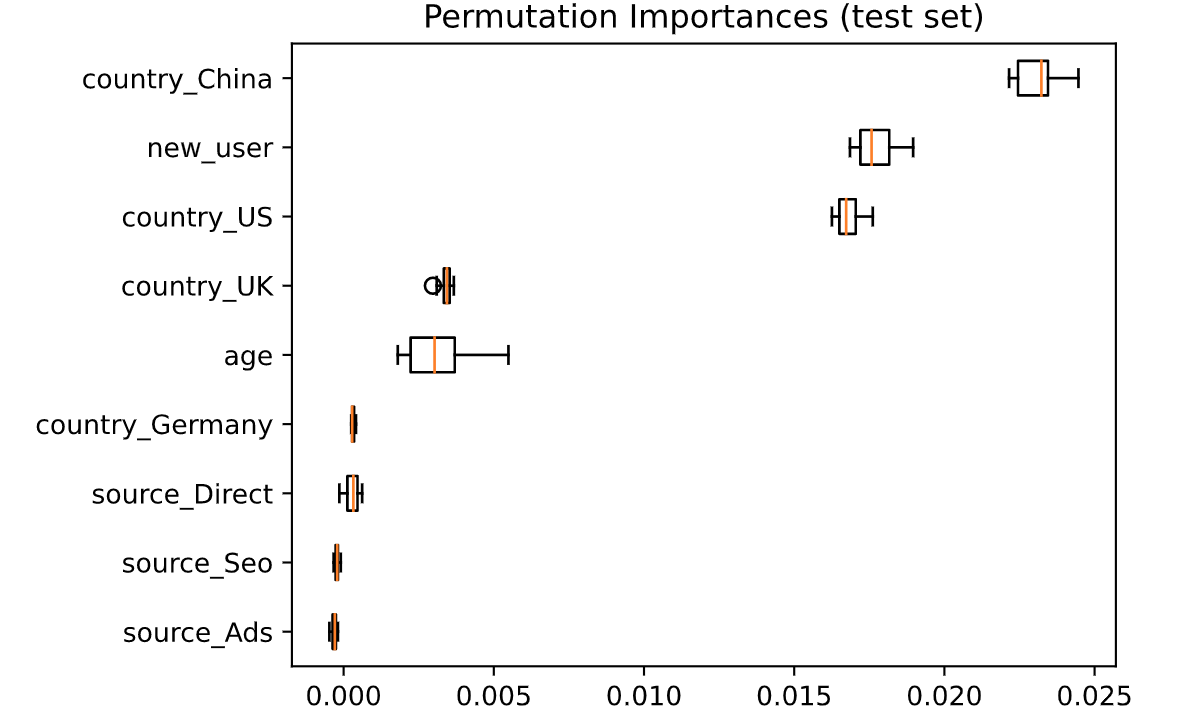 Permutation Importances (test set)
country_China
new_user
country_US
country_UK
age
country_Germany
source_Direct
source_Seo
source_Ads
0.000 0.005 0.010 0.015 0.020 0.025